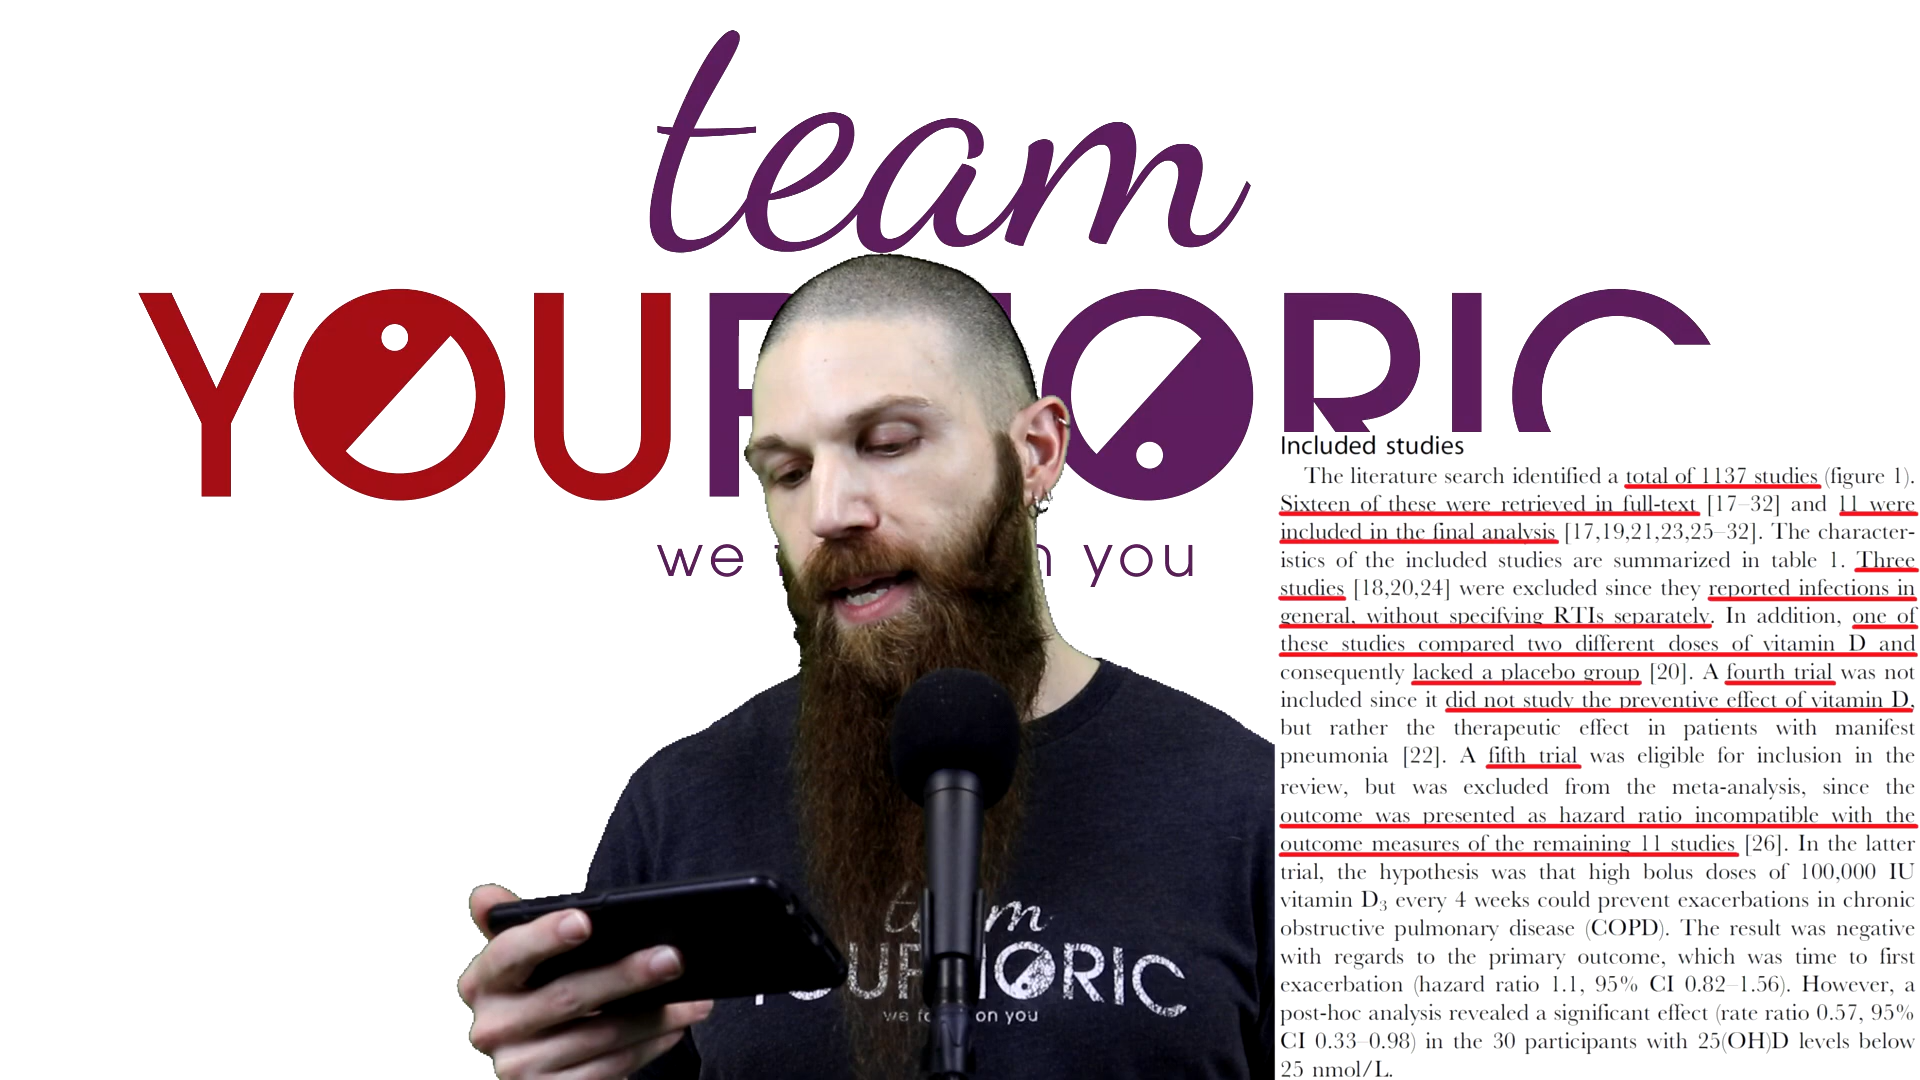 team
YOU ORIC
we you
Included studies
The literature search identified a total of 1137 studies (figure 1).
Sixteen of these were retrieved in full-text [17–32] and 11 were
included in the final analysis [17,19,21,23,25–32]. The character-
istics of the included studies are summarized in table 1. Three
studies [18,20,24] were excluded since they reported infections in
general, without specifying RTIs separately. In addition, one of
these studies compared two different doses of vitamin D and
consequently lacked a placebo group [20]. A fourth trial was not
included since it did not study the preventive effect of vitamin D,
but rather the therapeutic effect in patients with manifest
pneumonia [22]. A fifth trial was eligible for inclusion in the
review, but was excluded from the meta-analysis, since the
outcome was presented as hazard ratio incompatible with the
outcome measures of the remaining 11 studies [26]. In the latter
trial, the hypothesis was that high bolus doses of 100,000 IU
vitamin D₃ every 4 weeks could prevent exacerbations in chronic
obstructive pulmonary disease (COPD). The result was negative
with regards to the primary outcome, which was time to first
exacerbation (hazard ratio 1.1, 95% CI 0.82–1.56). However, a
post-hoc analysis revealed a significant effect (rate ratio 0.57, 95%
CI 0.33–0.98) in the 30 participants with 25(OH)D levels below
25 nmol/L.
team
YOUPHORIC
we on you